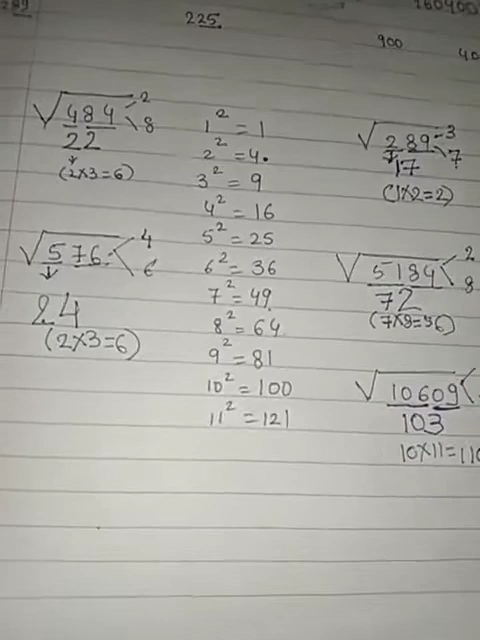 289
225
160400
900
40
√484 < 2 8
22
(2×3=6)
√576 < 4 6
24
(2×3=6)
1² = 1
2² = 4
3² = 9
4² = 16
5² = 25
6² = 36
7² = 49
8² = 64
9² = 81
10² = 100
11² = 121
√289 < 3 7
17
(1×2=2)
√5184 < 2 8
72
(7×8=56)
√10609 <
103
10×11=110